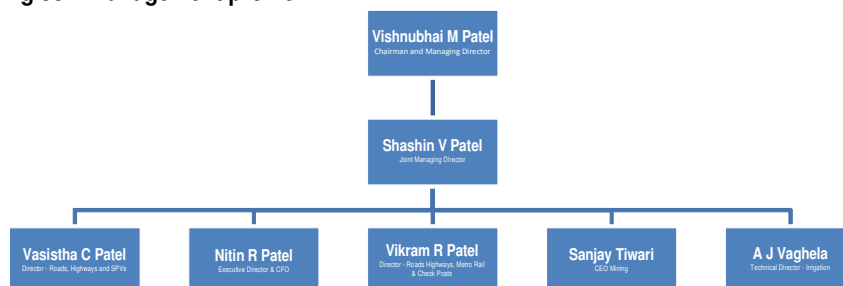 Vishnubhai M Patel
Chairman and Managing Director
Shashin V Patel
Joint Managing Director
Vasistha C Patel
Director - Roads, Highways and SPVs
Nitin R Patel
Executive Director & CFO
Vikram R Patel
Director - Roads Highways, Metro Rail
& Check Posts
Sanjay Tiwari
CEO Mining
A J Vaghela
Technical Director - Irrigation